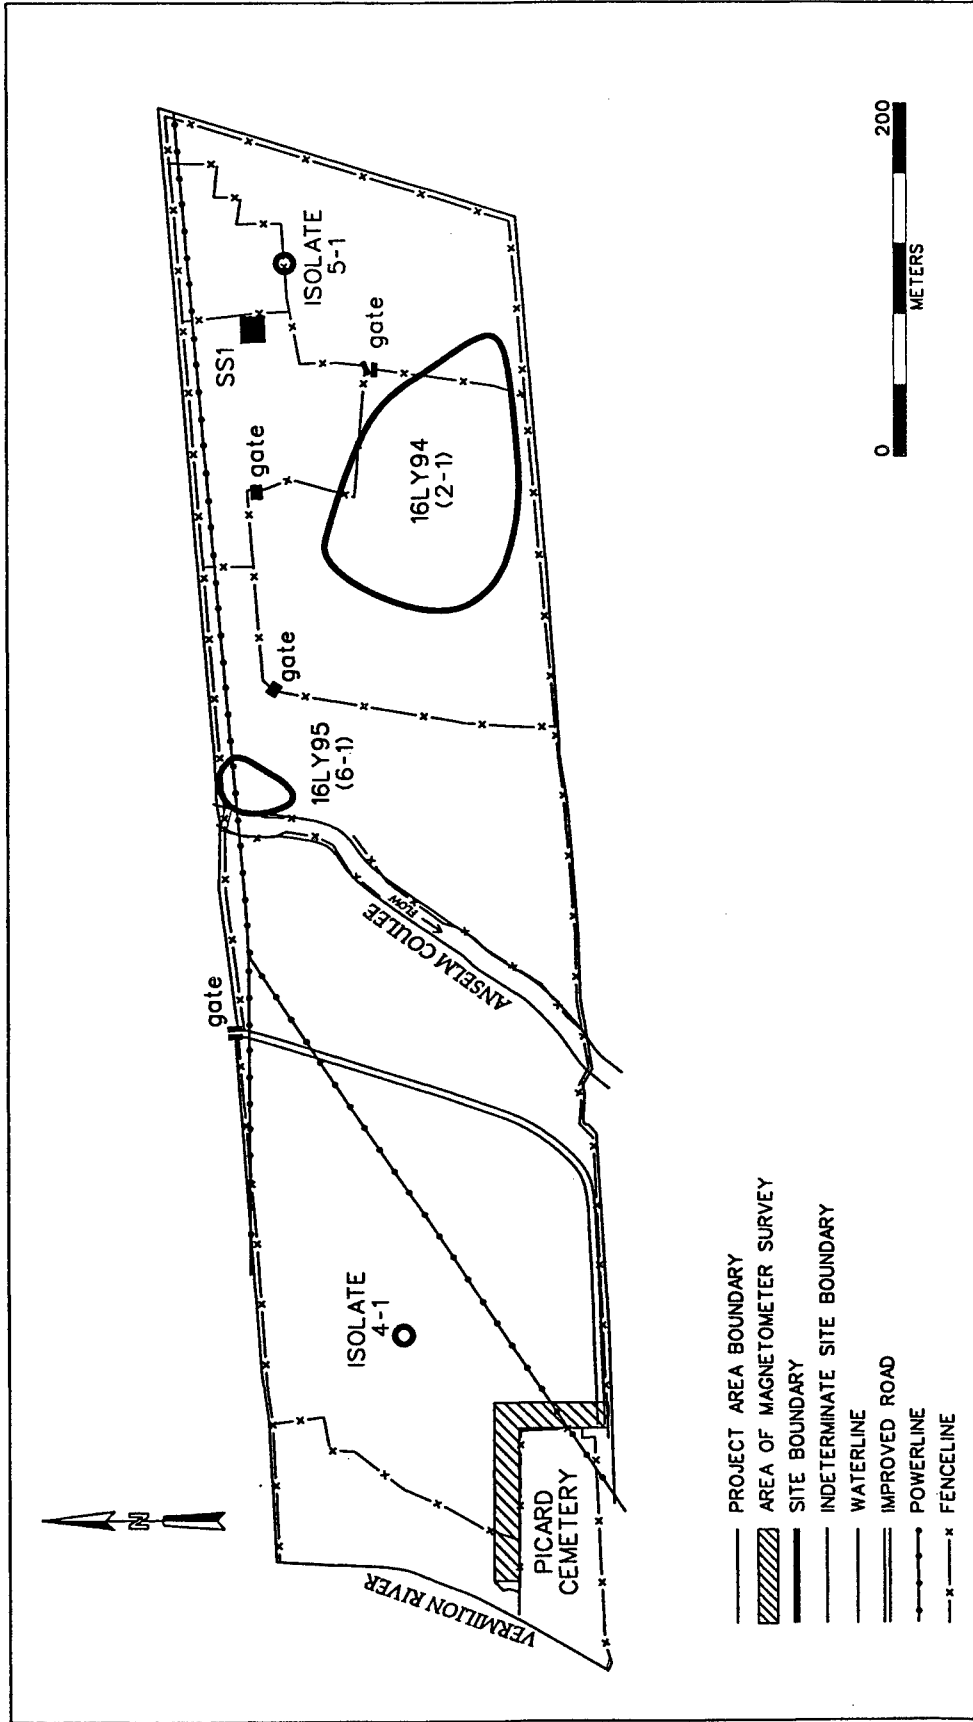 ISOLATE
5-1
SS1
gate
gate
gate
gate
16LY94
(2-1)
16LY95
(6-1)
FLOW
ANSELM COULEE
ISOLATE
4-1
PICARD
CEMETERY
VERMILION RIVER
N
0
200
METERS
PROJECT AREA BOUNDARY
AREA OF MAGNETOMETER SURVEY
SITE BOUNDARY
INDETERMINATE SITE BOUNDARY
WATERLINE
IMPROVED ROAD
POWERLINE
FENCELINE